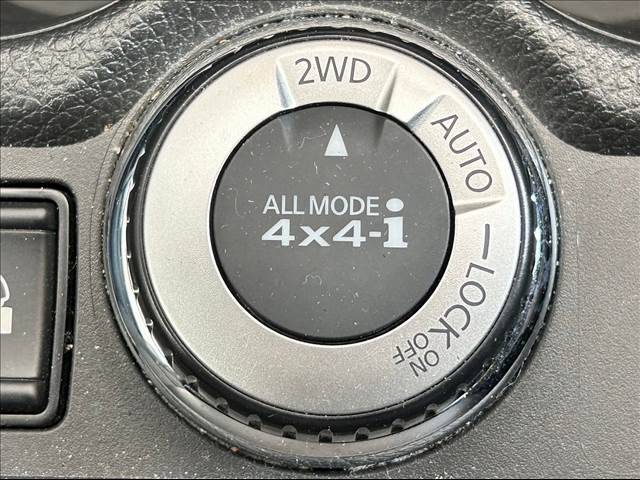 2WD
AUTO
LOCK
ON
OFF
ALL MODE
4x4-i